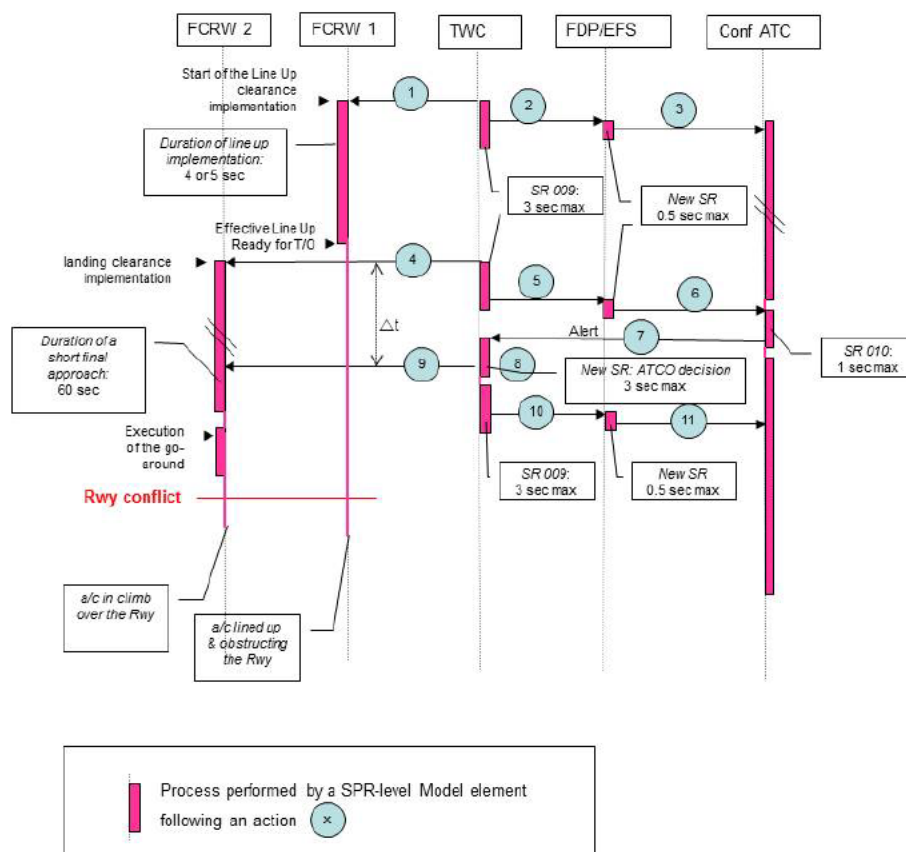 FCRW 2
FCRW 1
TWC
FDP/EFS
Conf ATC
Start of the Line Up
clearance
implementation
1
2
3
Duration of line up
implementation:
4 or 5 sec
SR 009:
3 sec max
New SR
0.5 sec max
Effective Line Up
Ready for T/O
landing clearance
implementation
4
5
6
Δt
Alert
7
Duration of a
short final
approach:
60 sec
9
8
New SR: ATCO decision
3 sec max
SR 010:
1 sec max
10
11
Execution
of the go-
around
SR 009:
3 sec max
New SR
0.5 sec max
Rwy conflict
a/c in climb
over the Rwy
a/c lined up
& obstructing
the Rwy
Process performed by a SPR-level Model element
following an action
x